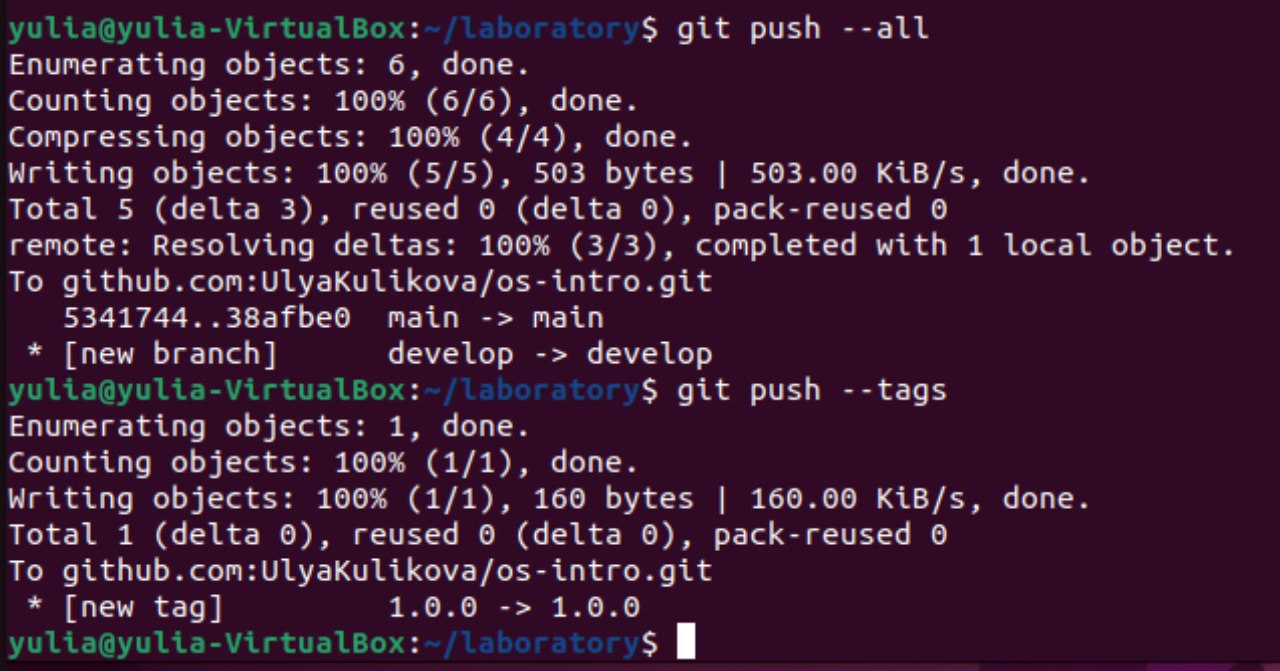 yulia@yulia-VirtualBox:~/laboratory$ git push --all
Enumerating objects: 6, done.
Counting objects: 100% (6/6), done.
Compressing objects: 100% (4/4), done.
Writing objects: 100% (5/5), 503 bytes | 503.00 KiB/s, done.
Total 5 (delta 3), reused 0 (delta 0), pack-reused 0
remote: Resolving deltas: 100% (3/3), completed with 1 local object.
To github.com:UlyaKulikova/os-intro.git
   5341744..38afbe0  main -> main
 * [new branch]      develop -> develop
yulia@yulia-VirtualBox:~/laboratory$ git push --tags
Enumerating objects: 1, done.
Counting objects: 100% (1/1), done.
Writing objects: 100% (1/1), 160 bytes | 160.00 KiB/s, done.
Total 1 (delta 0), reused 0 (delta 0), pack-reused 0
To github.com:UlyaKulikova/os-intro.git
 * [new tag]         1.0.0 -> 1.0.0
yulia@yulia-VirtualBox:~/laboratory$